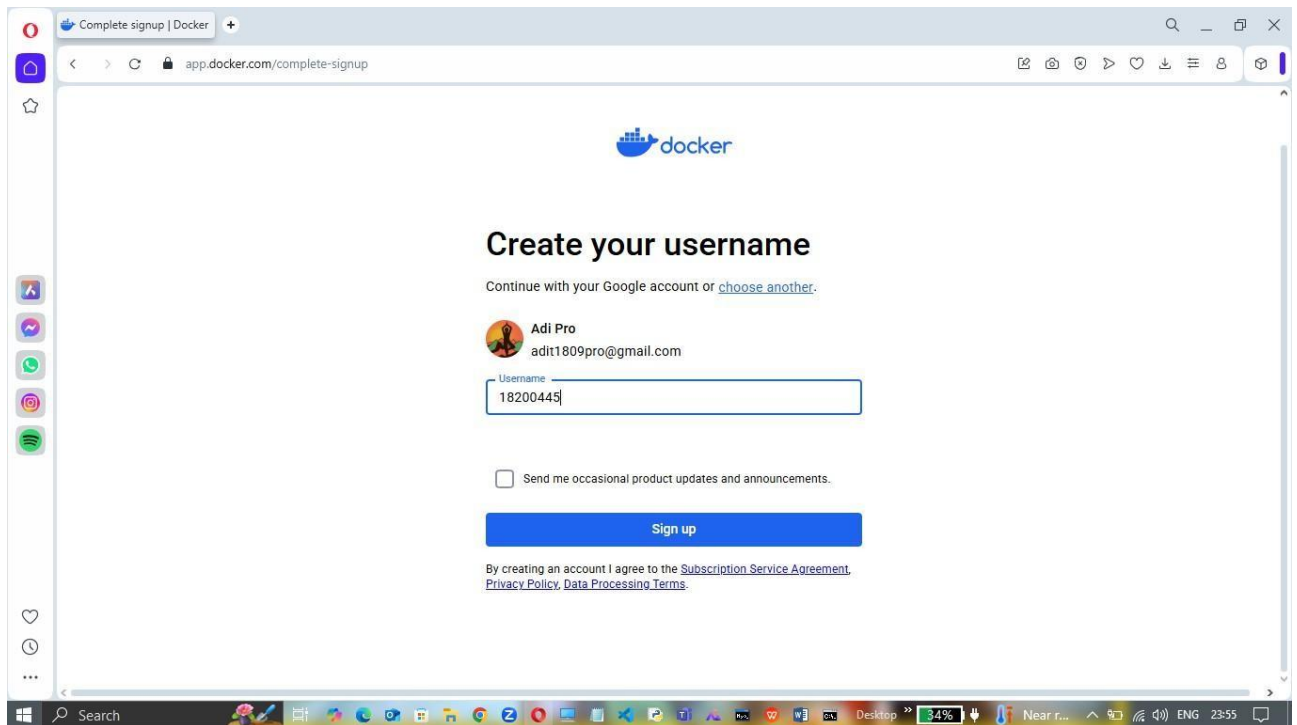 Complete signup | Docker
app.docker.com/complete-signup
docker
Create your username
Continue with your Google account or choose another.
Adi Pro
adit1809pro@gmail.com
Username
18200445
Send me occasional product updates and announcements.
Sign up
By creating an account I agree to the Subscription Service Agreement,
Privacy Policy, Data Processing Terms.
Search
Desktop
34%
Near r...
ENG
23:55